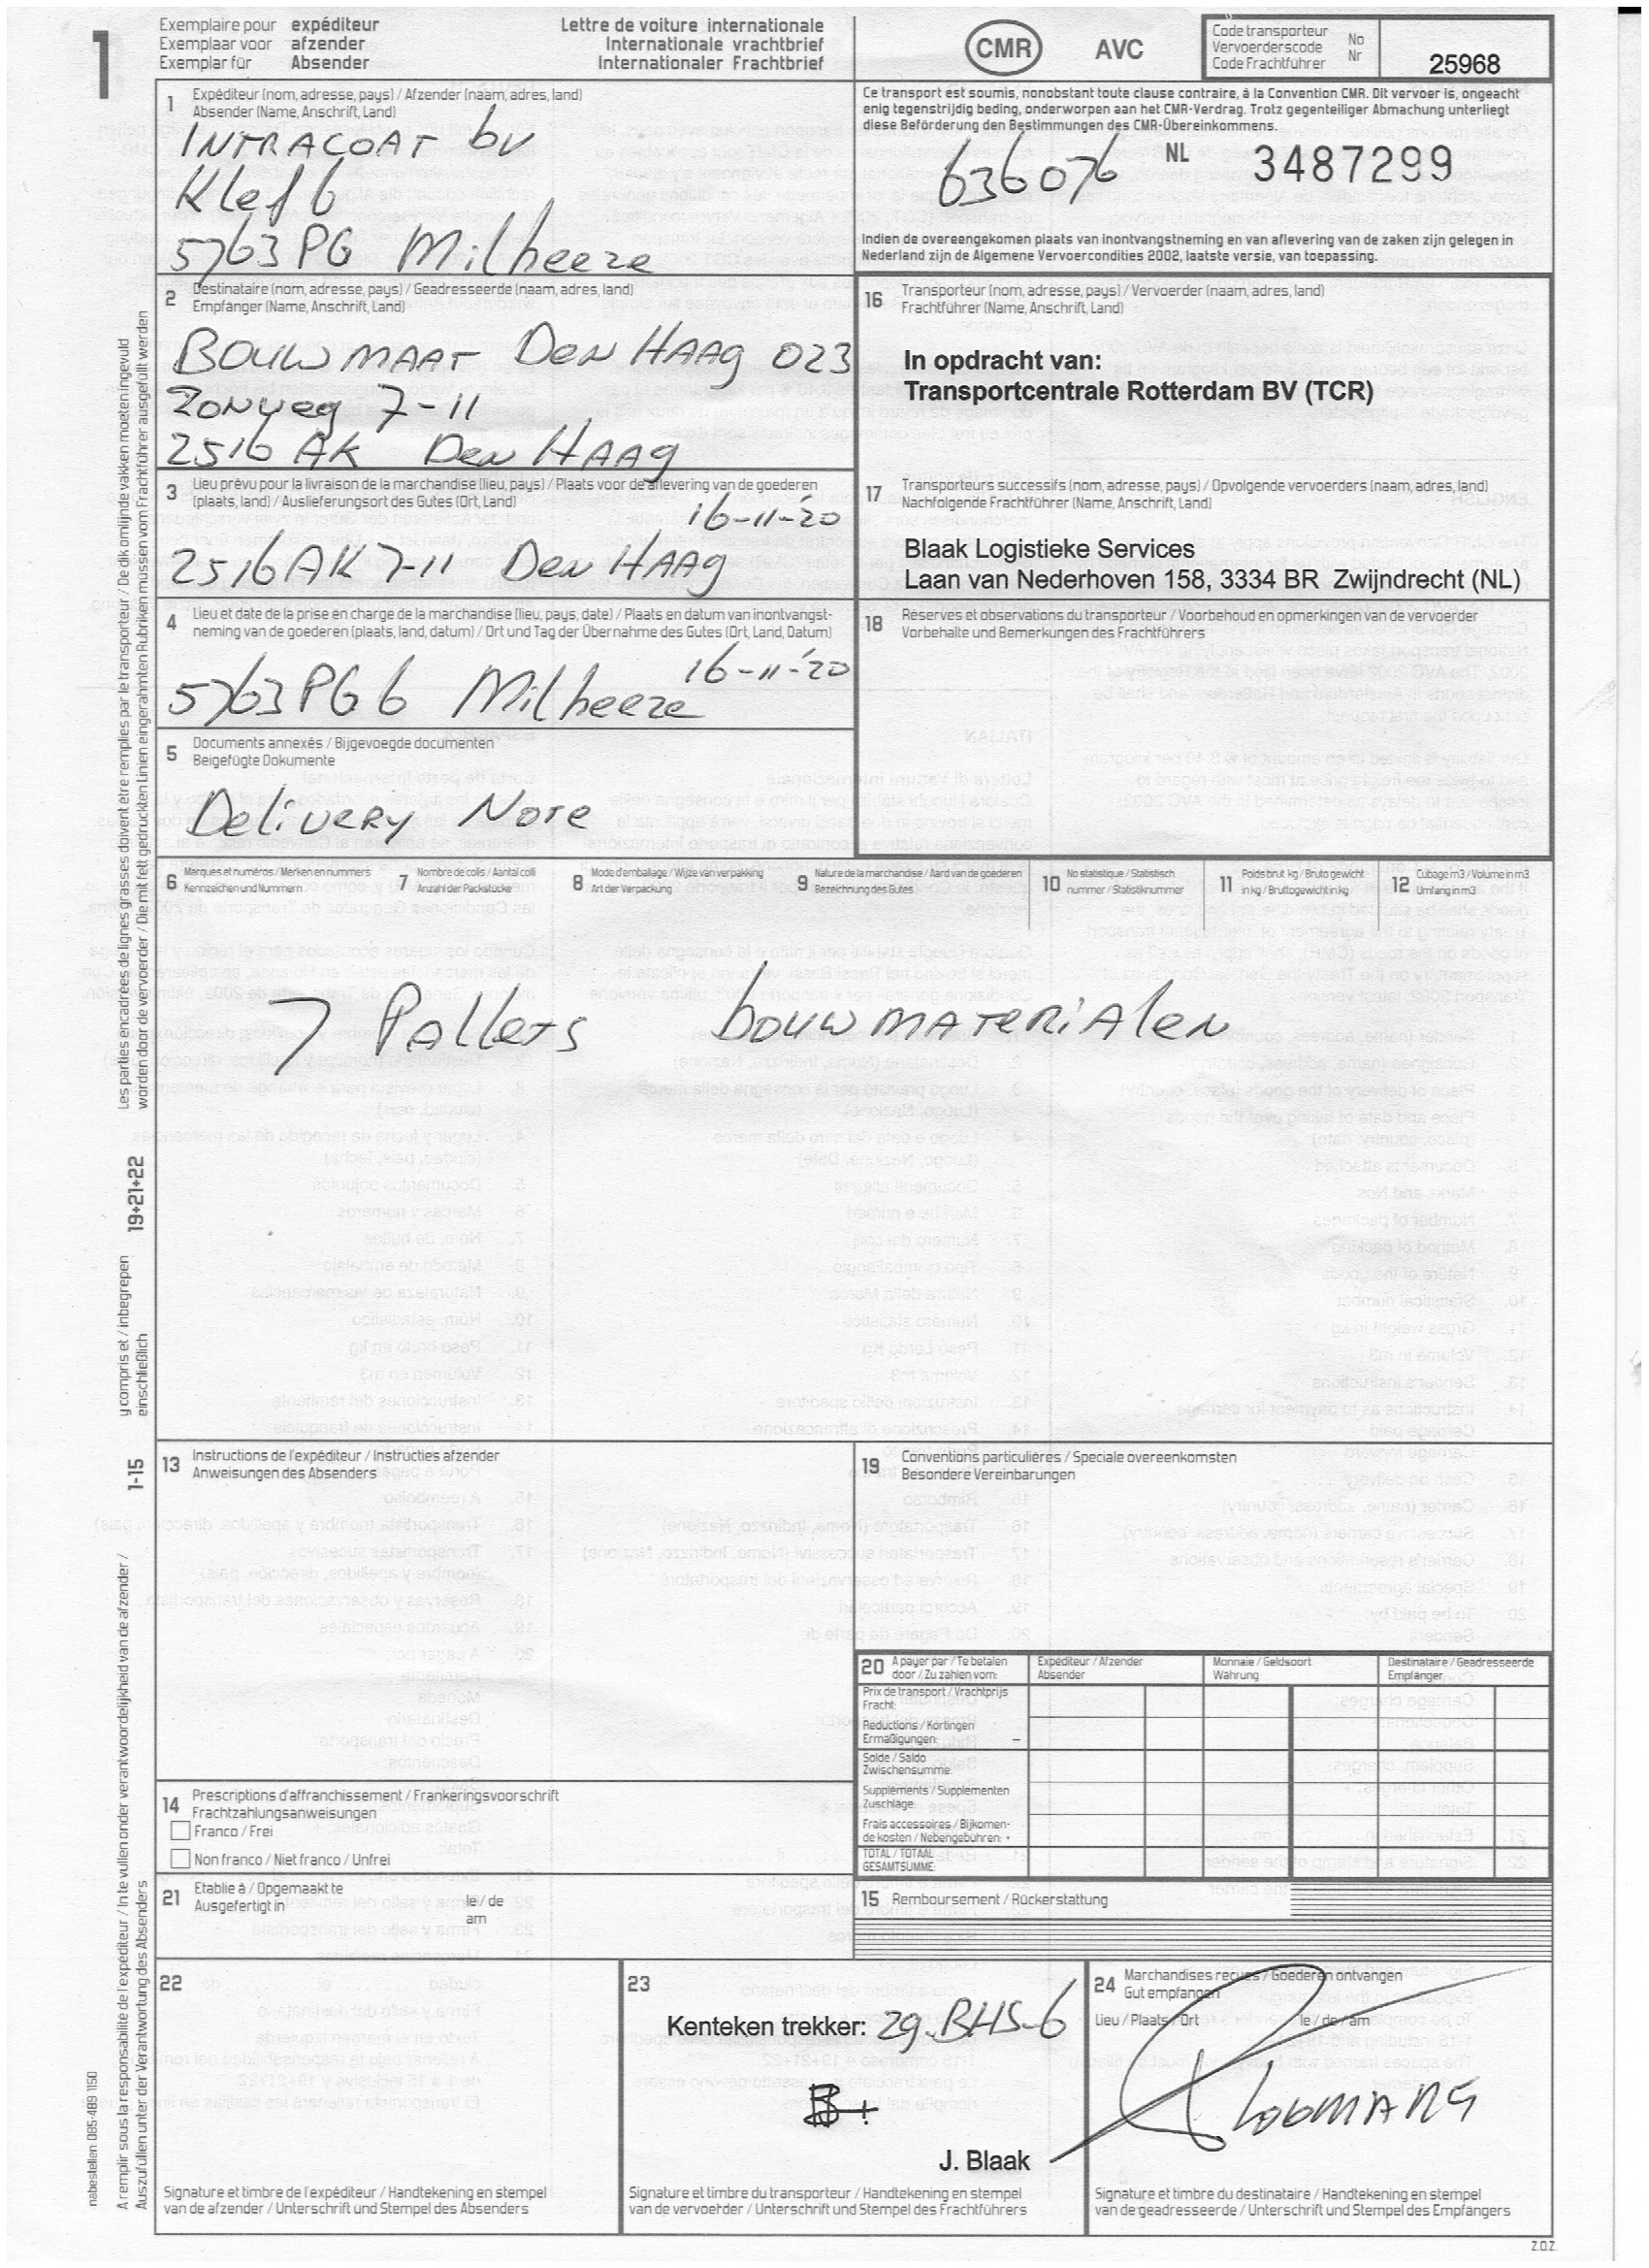 1
Exemplaire pour expéditeur
Exemplaar voor afzender
Exemplar für Absender
Lettre de voiture internationale
Internationale vrachtbrief
Internationaler Frachtbrief
CMR AVC
Code transporteur No
Vervoerderscode Nr
Code Frachtführer
25968
1 Expéditeur (nom, adresse, pays) / Afzender (naam, adres, land)
Absender (Name, Anschrift, Land)
INTRACOAT bv
Klef 6
5763 PG Milheeze
Ce transport est soumis, nonobstant toute clause contraire, à la Convention CMR. Dit vervoer is, ongeacht
enig tegenstrijdig beding, onderworpen aan het CMR-Verdrag. Trotz gegenteiliger Abmachung unterliegt
diese Beförderung den Bestimmungen des CMR-Übereinkommens.
636076 NL 3487299
Indien de overeengekomen plaats van inontvangstneming en van aflevering van de zaken zijn gelegen in
Nederland zijn de Algemene Vervoercondities 2002, laatste versie, van toepassing.
2 Destinataire (nom, adresse, pays) / Geadresseerde (naam, adres, land)
Empfänger (Name, Anschrift, Land)
BOUWMAAT Den HAAg 023
Zonweg 7-11
2516 AK Den HAAg
16 Transporteur (nom, adresse, pays) / Vervoerder (naam, adres, land)
Frachtführer (Name, Anschrift, Land)
In opdracht van:
Transportcentrale Rotterdam BV (TCR)
3 Lieu prévu pour la livraison de la marchandise (lieu, pays) / Plaats voor de aflevering van de goederen
(plaats, land) / Auslieferungsort des Gutes (Ort, Land)
16-11-'20
2516 AK 7-11 Den HAAg
17 Transporteurs successifs (nom, adresse, pays) / Opvolgende vervoerders (naam, adres, land)
Nachfolgende Frachtführer (Name, Anschrift, Land)
Blaak Logistieke Services
Laan van Nederhoven 158, 3334 BR Zwijndrecht (NL)
4 Lieu et date de la prise en charge de la marchandise (lieu, pays, date) / Plaats en datum van inontvangst-
neming van de goederen (plaats, land, datum) / Ort und Tag der Übernahme des Gutes (Ort, Land, Datum)
16-11-'20
5763 PG 6 Milheeze
18 Réserves et observations du transporteur / Voorbehoud en opmerkingen van de vervoerder
Vorbehalte und Bemerkungen des Frachtführers
5 Documents annexés / Bijgevoegde documenten
Beigefügte Dokumente
Delivery Note
6 Marques et numéros / Merken en nummers
Kennzeichen und Nummern
7 Nombre de colis / Aantal colli
Anzahl der Packstücke
8 Mode d'emballage / Wijze van verpakking
Art der Verpackung
9 Nature de la marchandise / Aard van de goederen
Bezeichnung des Gutes
10 No statistique / Statistisch
nummer / Statistiknummer
11 Poids brut kg / Bruto gewicht
in kg / Bruttogewicht in kg
12 Cubage m3 / Volume in m3
Umfang in m3
7 Pallets bouwmaterialen
13 Instructions de l'expéditeur / Instructies afzender
Anweisungen des Absenders
19 Conventions particulières / Speciale overeenkomsten
Besondere Vereinbarungen
20 A payer par / Te betalen
door / Zu zahlen vom:
Expéditeur / Afzender
Absender
Monnaie / Geldsoort
Währung
Destinataire / Geadresseerde
Empfänger
Prix de transport / Vrachtprijs
Fracht:
Reductions / Kortingen
Ermäßigungen: –
Solde / Saldo
Zwischensumme:
Suppléments / Supplementen
Zuschläge:
Frais accessoires / Bijkomen-
de kosten / Nebengebühren: +
TOTAL / TOTAAL
GESAMTSUMME:
14 Prescriptions d'affranchissement / Frankeringsvoorschrift
Frachtzahlungsanweisungen
Franco / Frei
Non franco / Niet franco / Unfrei
21 Etablie à / Opgemaakt te
Ausgefertigt in
le / de
am
15 Remboursement / Rückerstattung
22
Signature et timbre de l'expéditeur / Handtekening en stempel
van de afzender / Unterschrift und Stempel des Absenders
23
Kenteken trekker: 29-BHS-6
J. Blaak
Signature et timbre du transporteur / Handtekening en stempel
van de vervoerder / Unterschrift und Stempel des Frachtführers
24 Marchandises reçues / Goederen ontvangen
Gut empfangen
Lieu / Plaats / Ort le / de / am
Signature et timbre du destinataire / Handtekening en stempel
van de geadresseerde / Unterschrift und Stempel des Empfängers
Z.O.Z.
Les parties encadrées de lignes grasses doivent être remplies par le transporteur / De dik omlijnde vakken moeten ingevuld
worden door de vervoerder / Die mit fett gedruckten Linien eingerahmten Rubriken müssen vom Frachtführer ausgefüllt werden
19+21+22
y compris et / inbegrepen
einschließlich
1-15
A remplir sous la responsabilité de l'expéditeur / In te vullen onder verantwoordelijkheid van de afzender /
Auszufüllen unter der Verantwortung des Absenders
nabestellen: 085-489 1150